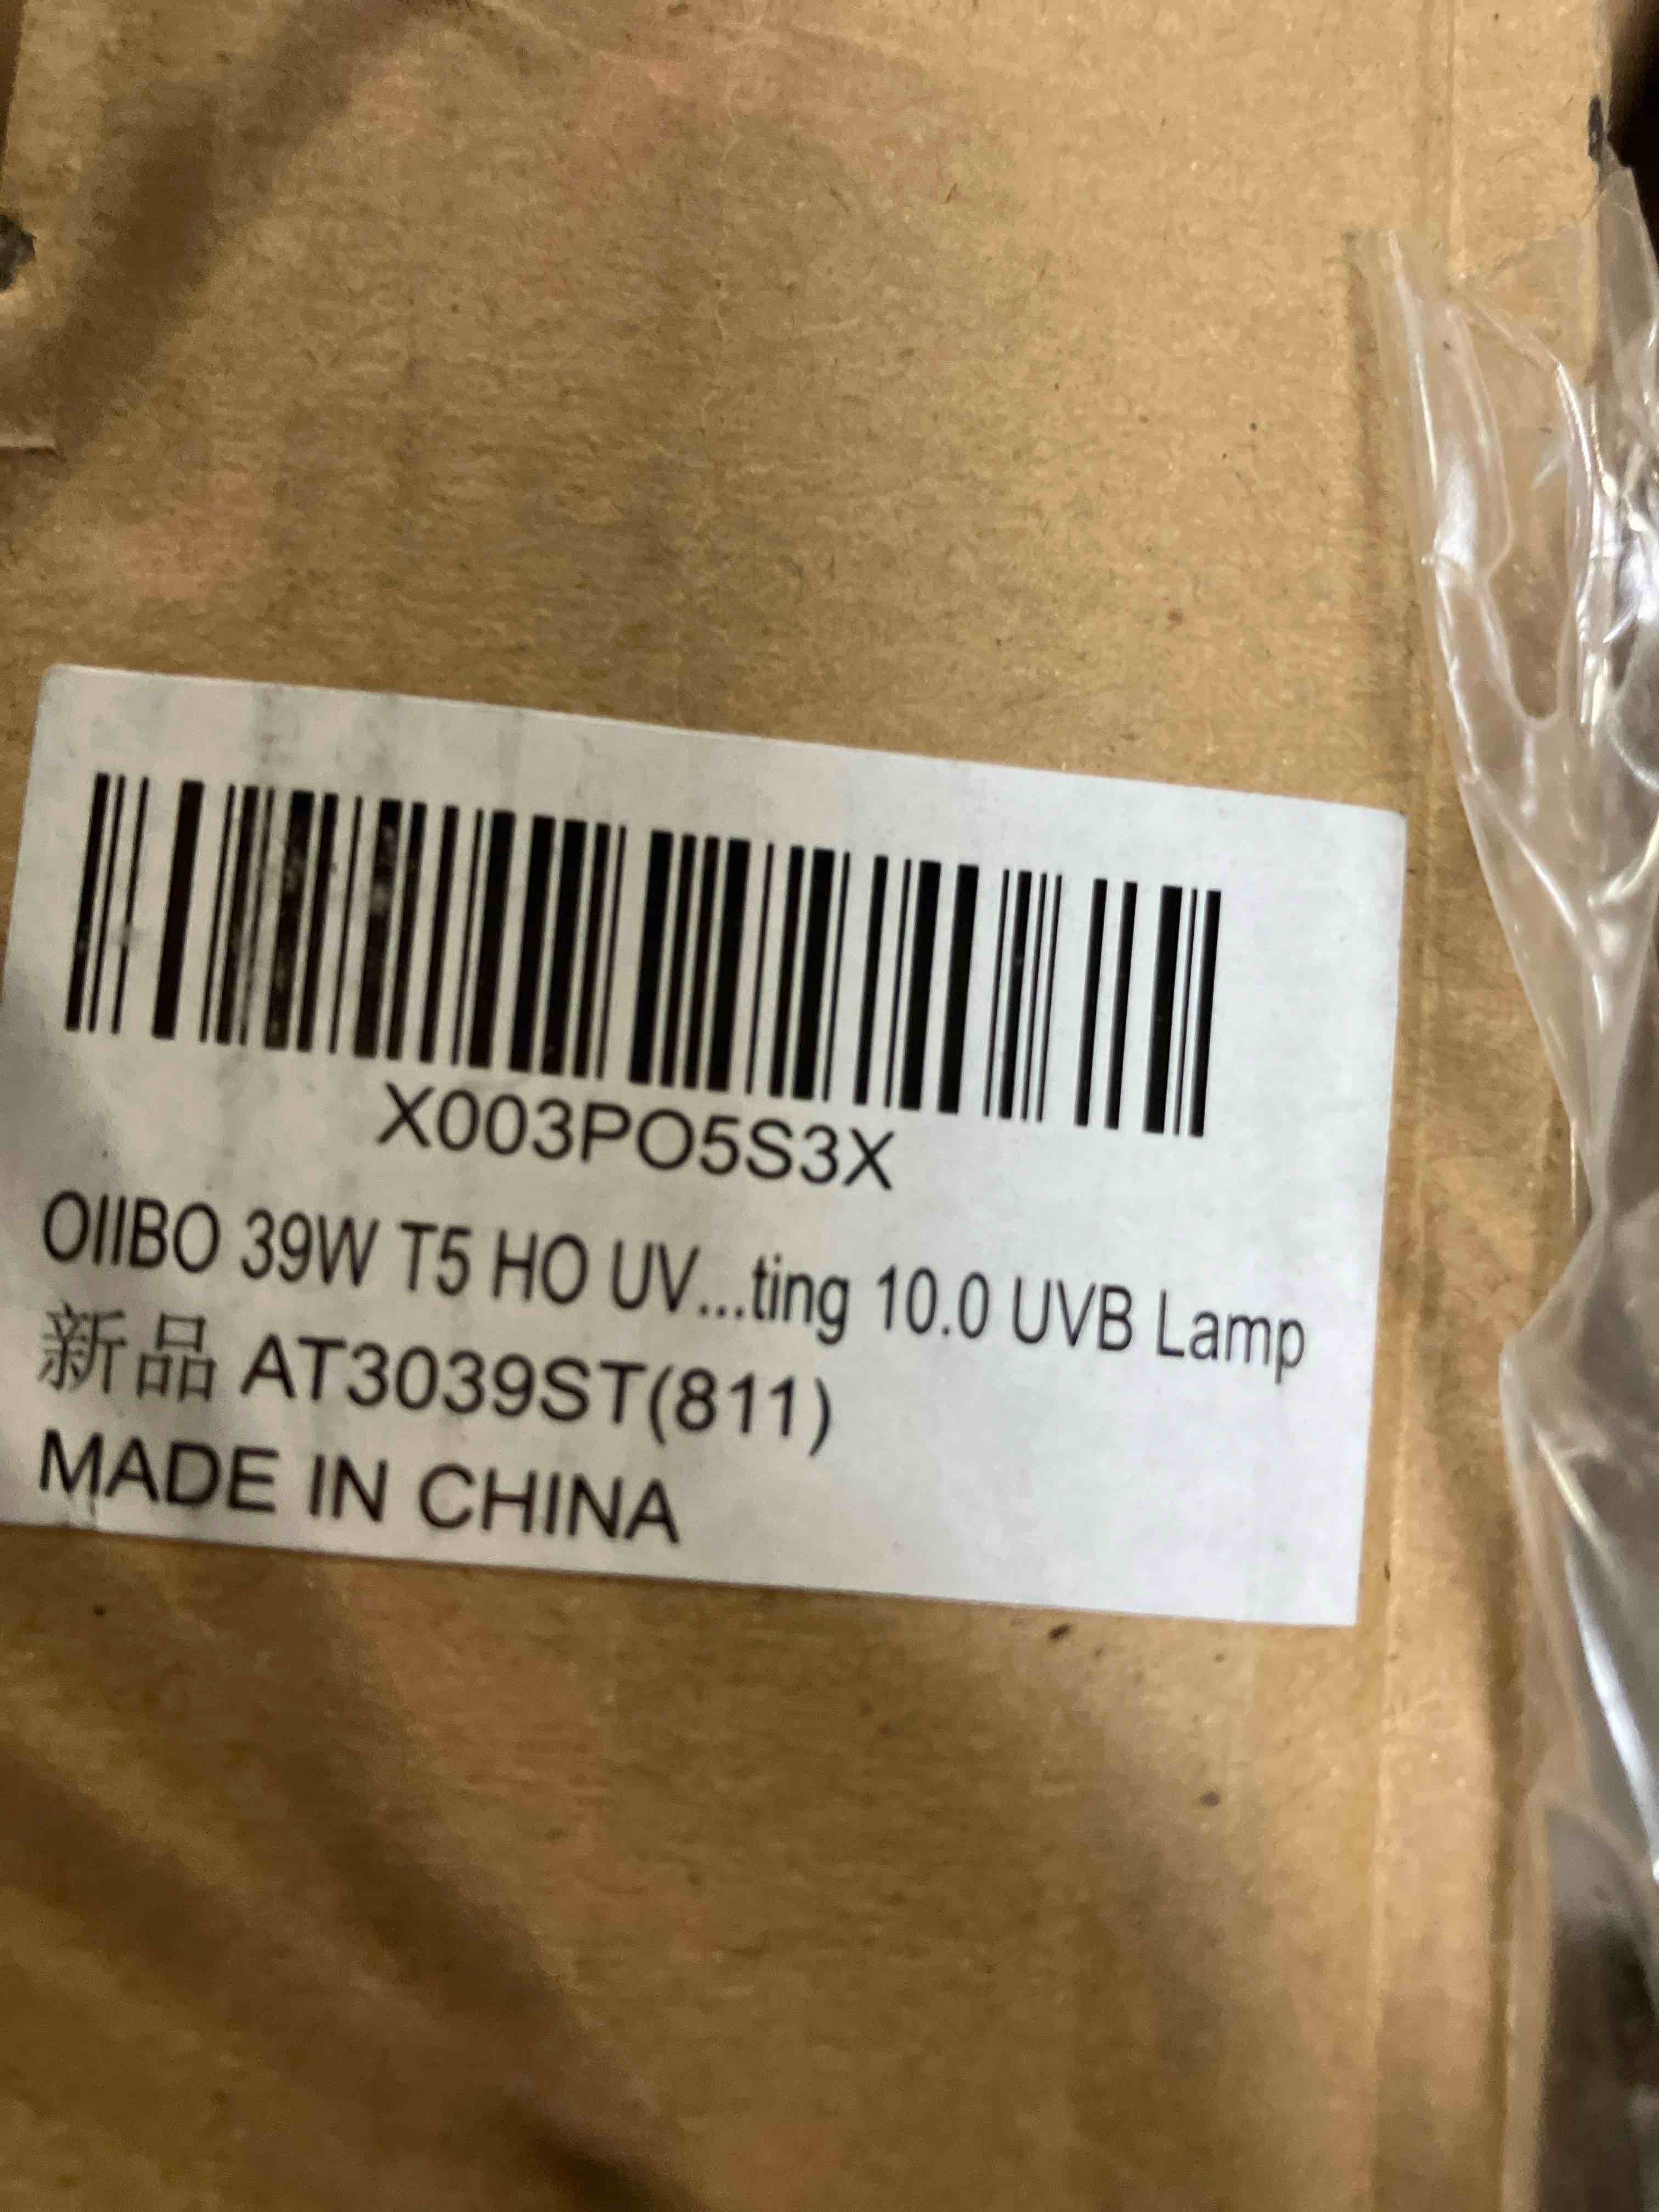 X003PO5S3X
OIIBO 39W T5 HO UV...ting 10.0 UVB Lamp
新品 AT3039ST(811)
MADE IN CHINA